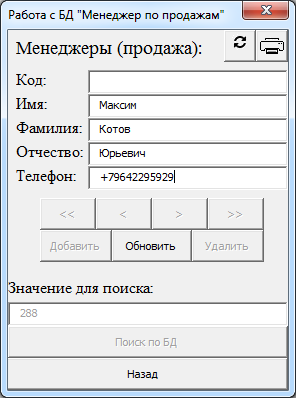 Работа с БД "Менеджер по продажам"
Менеджеры (продажа):
Код:
Имя: Максим
Фамилия: Котов
Отчество: Юрьевич
Телефон: +79642295929
<< < > >>
Добавить Обновить Удалить
Значение для поиска:
288
Поиск по БД
Назад